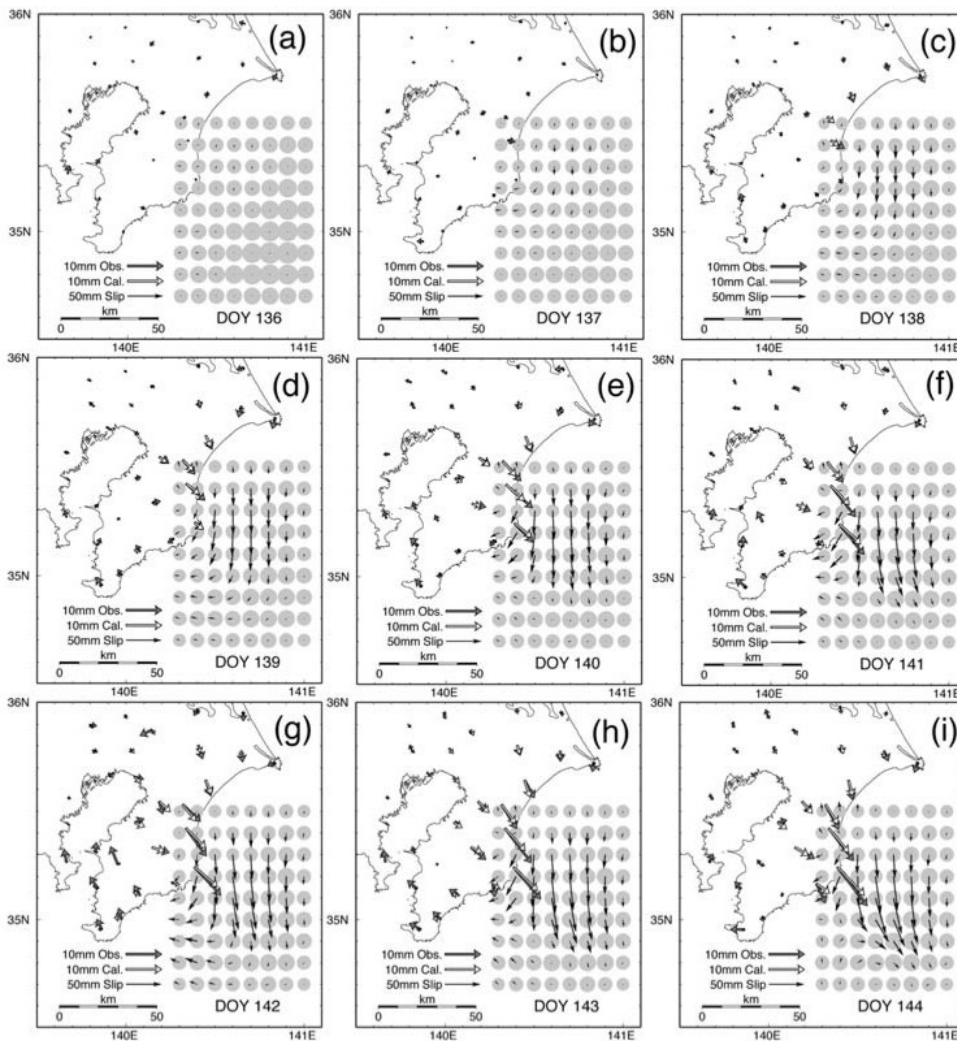 36N
(a)
(b)
(c)
35N
35N
35N
10mm Obs.
10mm Cal.
50mm Slip
km
0
50
DOY 136
10mm Obs.
10mm Cal.
50mm Slip
km
0
50
DOY 137
10mm Obs.
10mm Cal.
50mm Slip
km
0
50
DOY 138
140E
141E
140E
141E
140E
141E
36N
36N
36N
(d)
(e)
(f)
35N
35N
35N
10mm Obs.
10mm Cal.
50mm Slip
km
0
50
DOY 139
10mm Obs.
10mm Cal.
50mm Slip
km
0
50
DOY 140
10mm Obs.
10mm Cal.
50mm Slip
km
0
50
DOY 141
140E
141E
140E
141E
140E
141E
36N
36N
36N
(g)
(h)
(i)
35N
35N
35N
10mm Obs.
10mm Cal.
50mm Slip
km
0
50
DOY 142
10mm Obs.
10mm Cal.
50mm Slip
km
0
50
DOY 143
10mm Obs.
10mm Cal.
50mm Slip
km
0
50
DOY 144
140E
141E
140E
141E
140E
141E